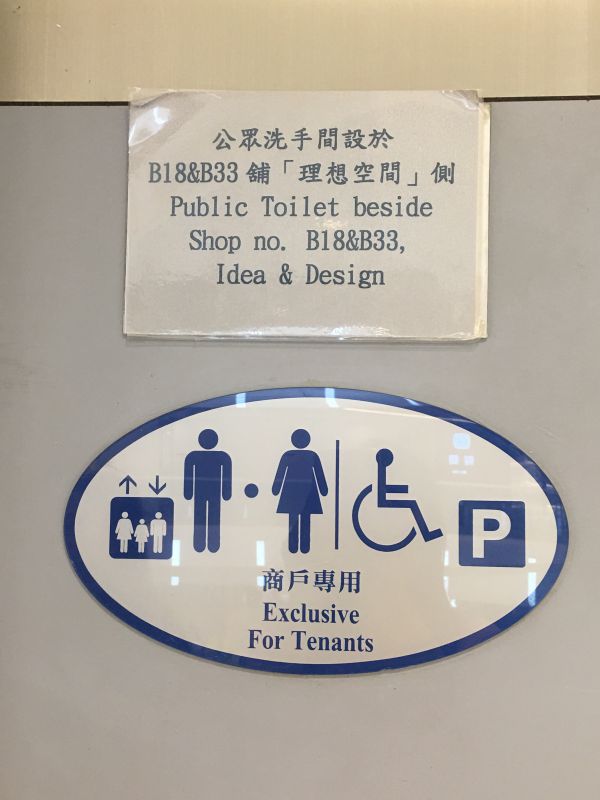 公眾洗手間設於
B18&B33 舖「理想空間」側
Public Toilet beside
Shop no. B18&B33,
Idea & Design
P
商戶專用
Exclusive
For Tenants